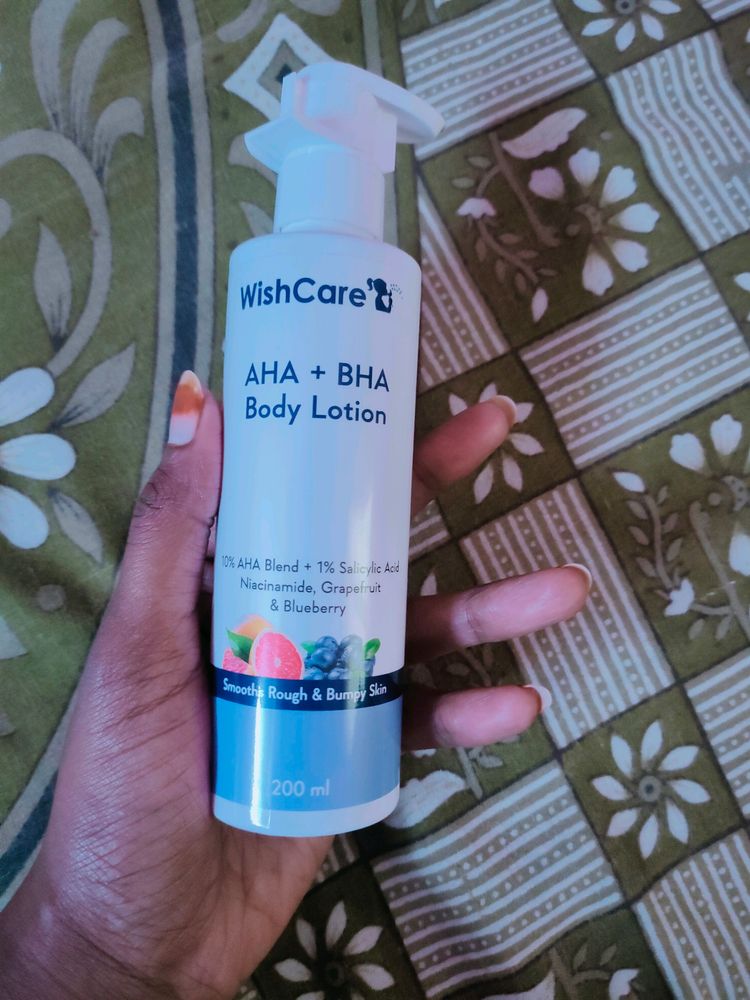 WishCare
AHA + BHA
Body Lotion
10% AHA Blend + 1% Salicylic Acid
Niacinamide, Grapefruit
& Blueberry
Smooths Rough & Bumpy Skin
200 ml